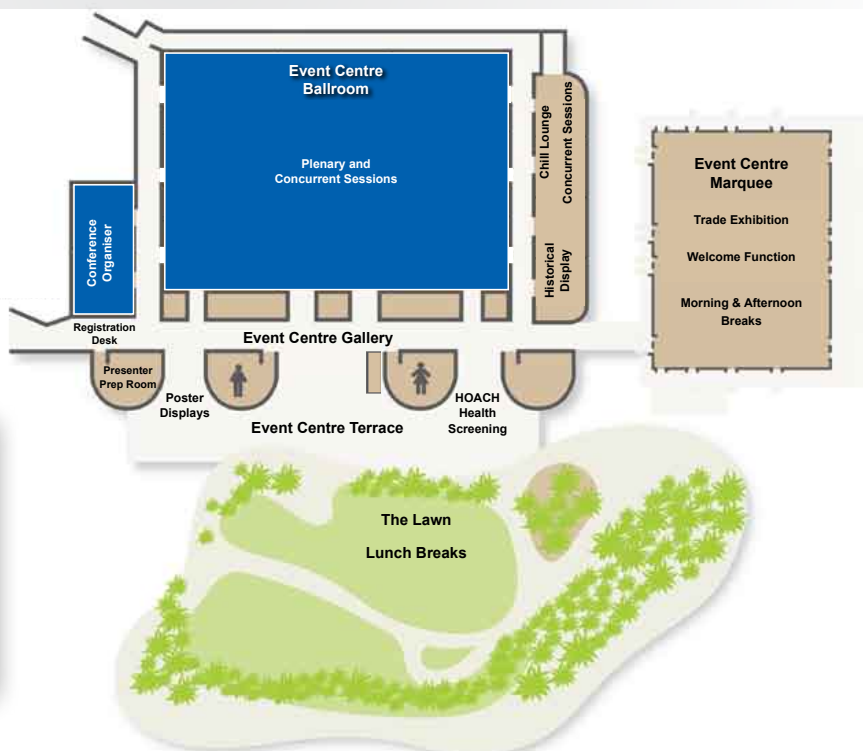 Event Centre
Ballroom
Plenary and
Concurrent Sessions
Chill Lounge
Concurrent Sessions
Historical
Display
Event Centre
Marquee
Trade Exhibition
Welcome Function
Morning & Afternoon
Breaks
Conference
Organiser
Registration
Desk
Event Centre Gallery
Presenter
Prep Room
Poster
Displays
HOACH
Health
Screening
Event Centre Terrace
The Lawn
Lunch Breaks